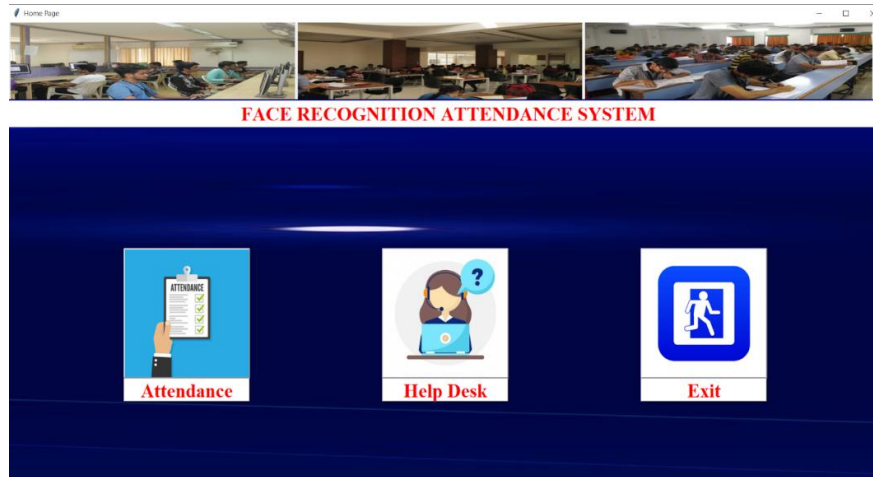 Home Page
FACE RECOGNITION ATTENDANCE SYSTEM
ATTENDANCE
?
Attendance
Help Desk
Exit